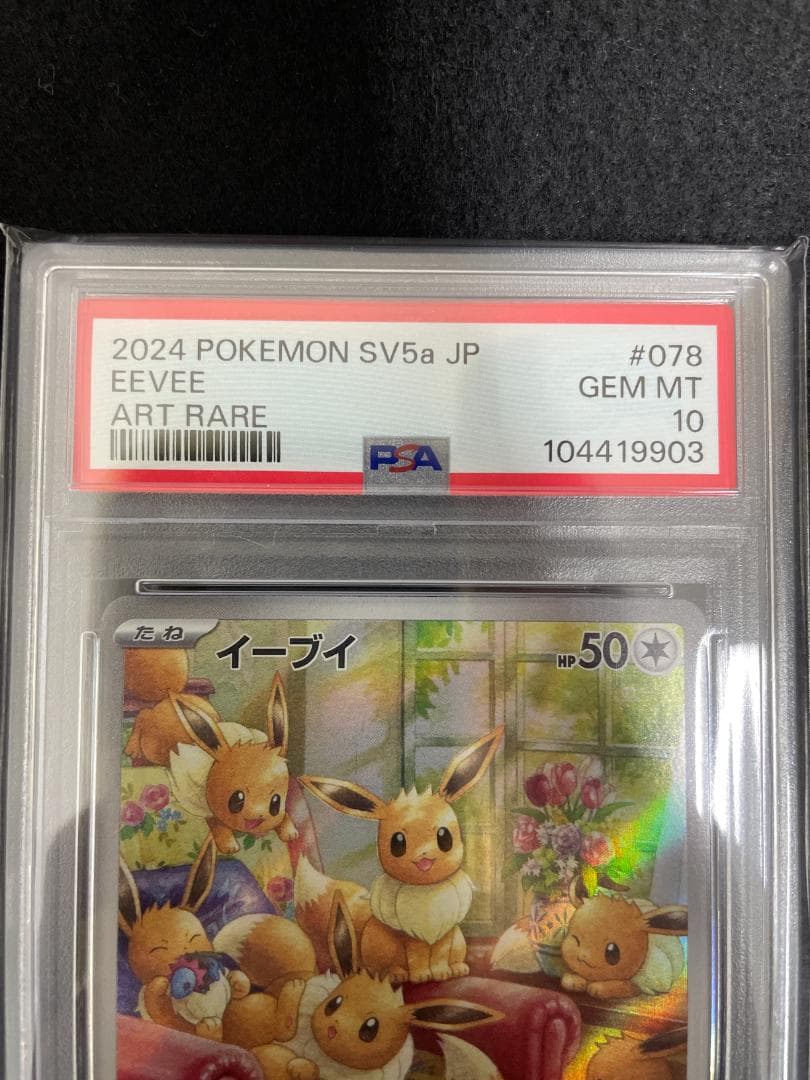 2024 POKEMON SV5a JP #078
EEVEE GEM MT
ART RARE 10
PSA 104419903
たね イーブイ HP50